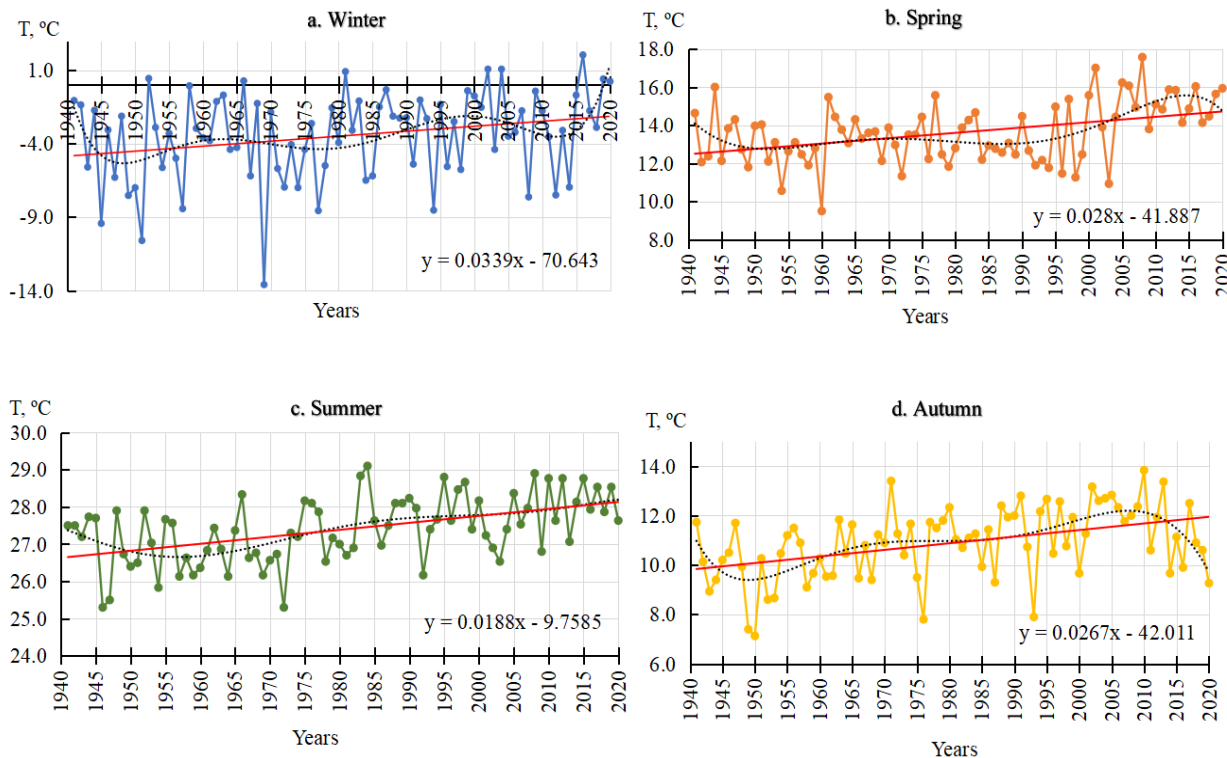 a. Winter
T, ºC
1.0
-4.0
-9.0
-14.0
1940 1945 1950 1955 1960 1965 1970 1975 1980 1985 1990 1995 2000 2005 2010 2015 2020
y = 0.0339x - 70.643
Years
b. Spring
T, ºC
18.0
16.0
14.0
12.0
10.0
8.0
y = 0.028x - 41.887
1940 1945 1950 1955 1960 1965 1970 1975 1980 1985 1990 1995 2000 2005 2010 2015 2020
Years
c. Summer
T, ºC
30.0
29.0
28.0
27.0
26.0
25.0
24.0
y = 0.0188x - 9.7585
1940 1945 1950 1955 1960 1965 1970 1975 1980 1985 1990 1995 2000 2005 2010 2015 2020
Years
d. Autumn
T, ºC
14.0
12.0
10.0
8.0
6.0
y = 0.0267x - 42.011
1940 1945 1950 1955 1960 1965 1970 1975 1980 1985 1990 1995 2000 2005 2010 2015 2020
Years